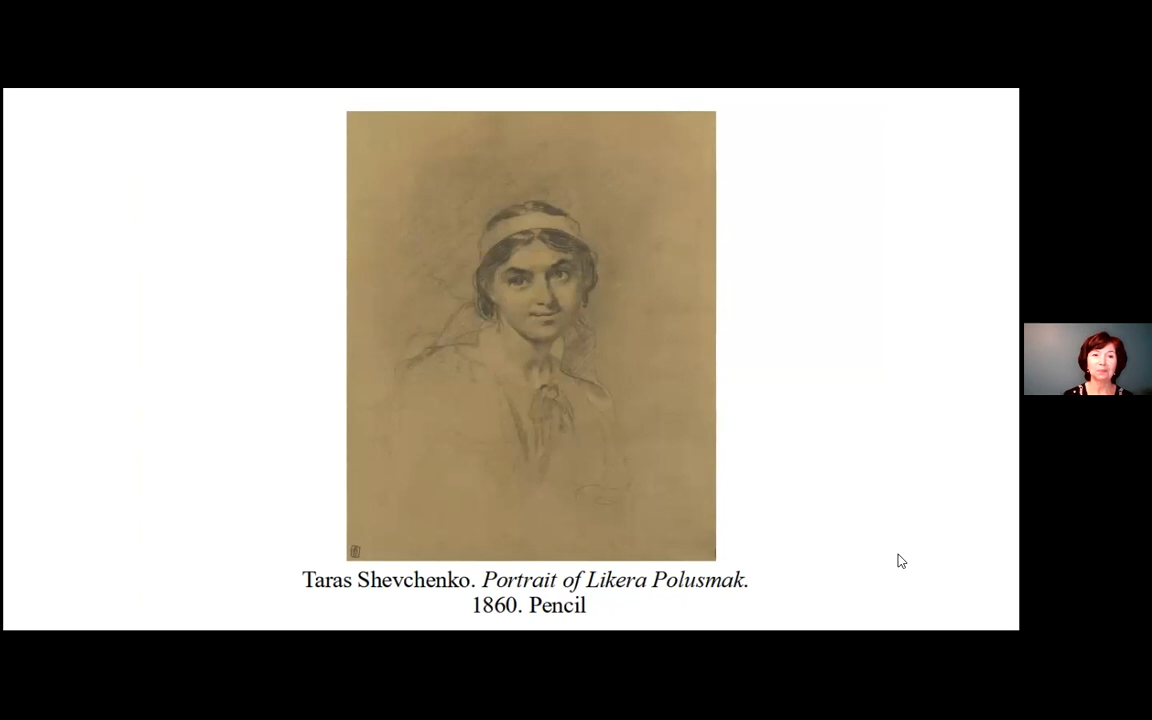 Taras Shevchenko. Portrait of Likera Polusmak.
1860. Pencil